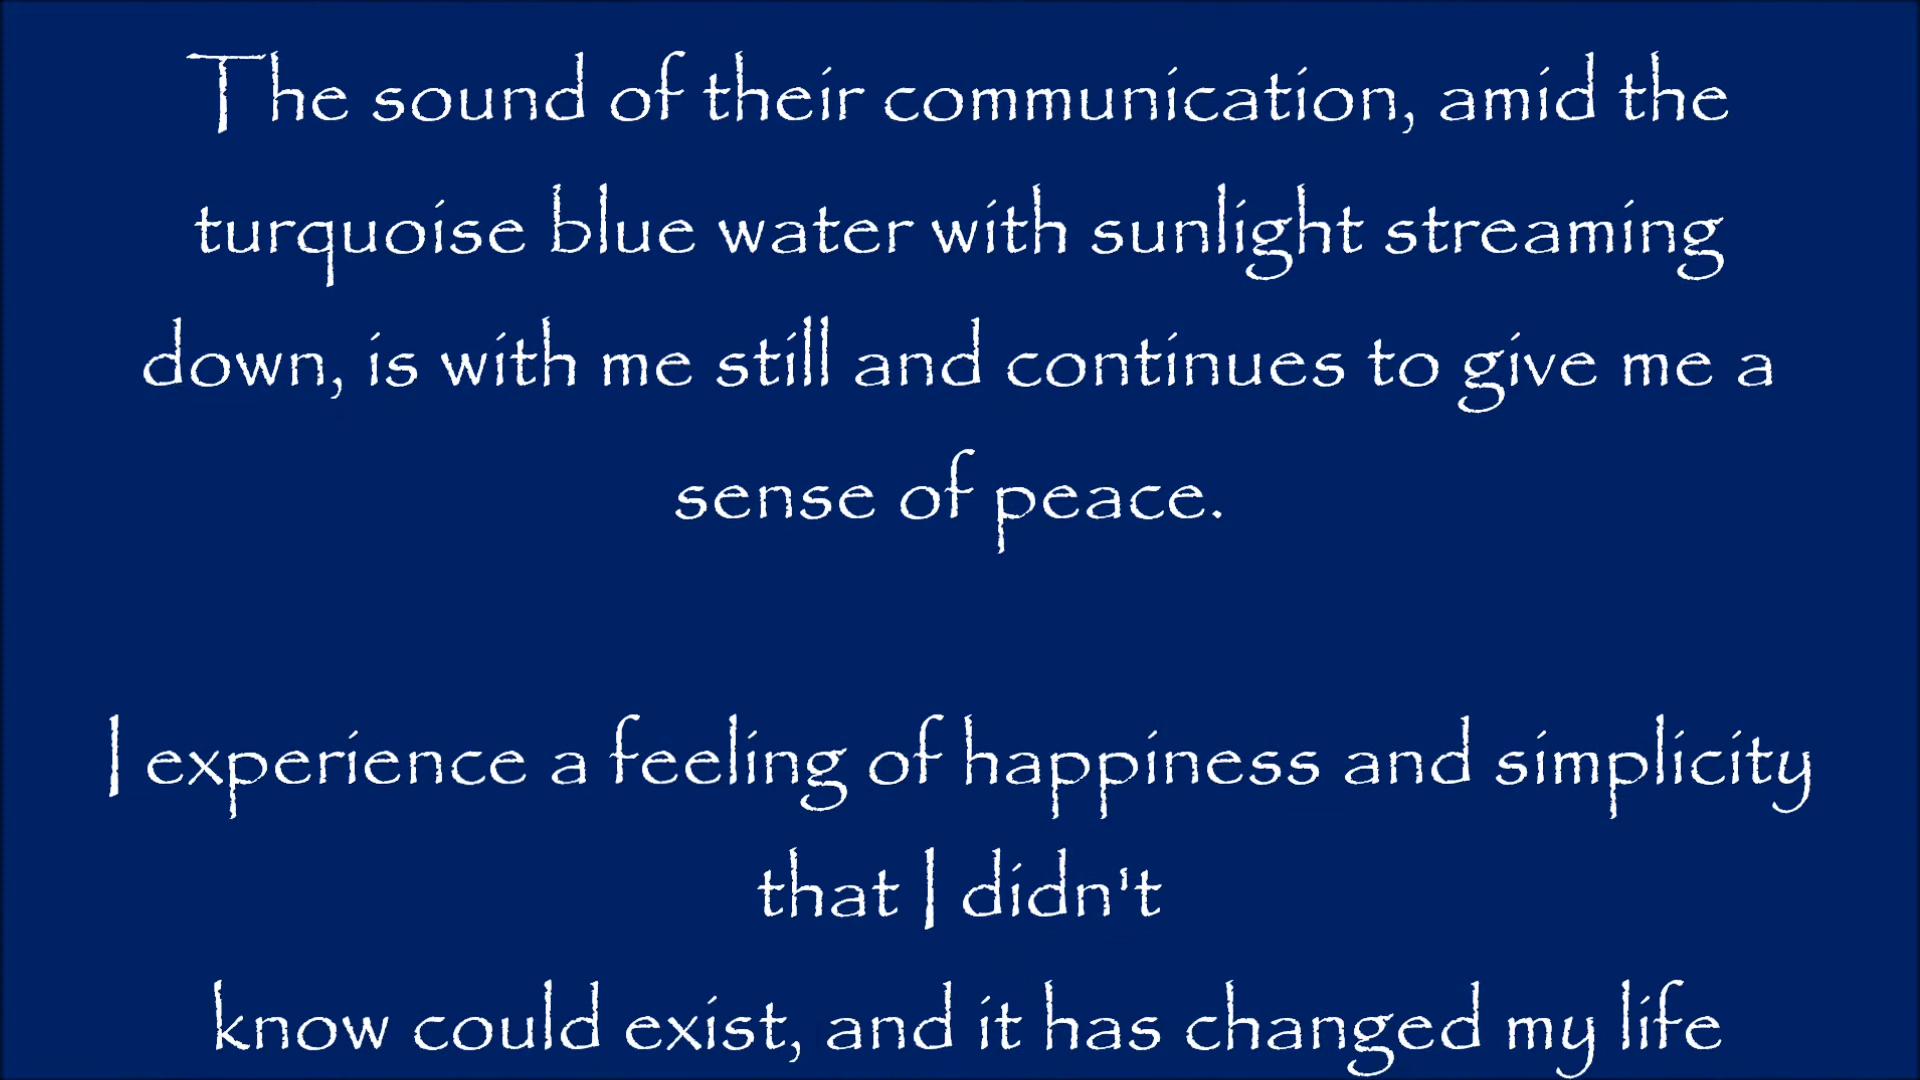 The sound of their communication, amid the
turquoise blue water with sunlight streaming
down, is with me still and continues to give me a
sense of peace.
I experience a feeling of happiness and simplicity
that I didn't
know could exist, and it has changed my life